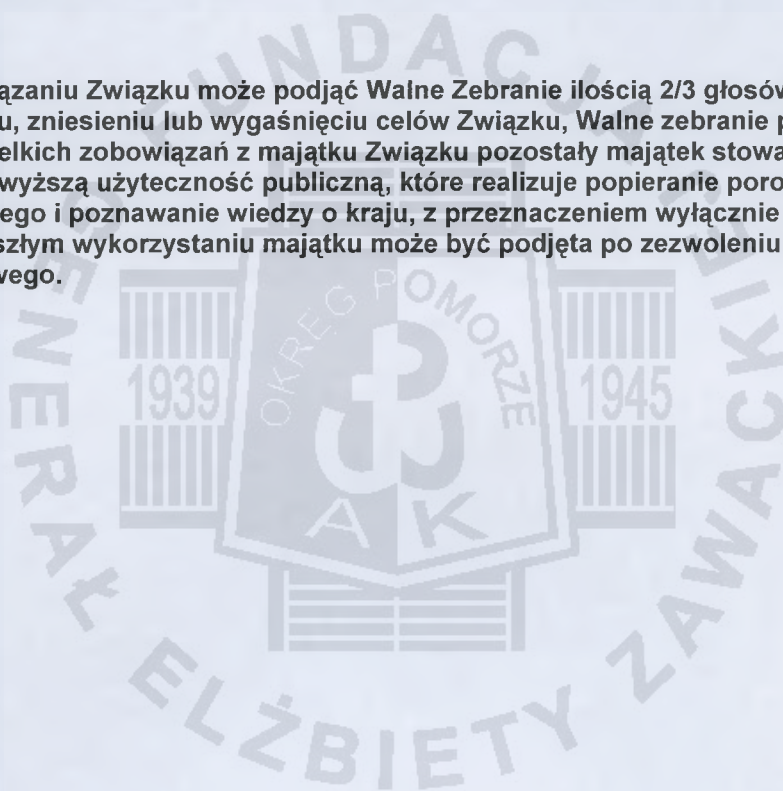 ązaniu Związku może podjąć Walne Zebranie ilością 2/3 głosów
u, zniesieniu lub wygaśnięciu celów Związku, Walne zebranie p
elkich zobowiązań z majątku Związku pozostały majątek stowa
wyższą użyteczność publiczną, które realizuje popieranie poro
ego i poznawanie wiedzy o kraju, z przeznaczeniem wyłącznie
szłym wykorzystaniu majątku może być podjęta po zezwoleniu
wego.
FUNDACJA
GENERAŁ ELŻBIETY ZAWACKIEJ
OKRĘG POMORZE
1939
1945
AK